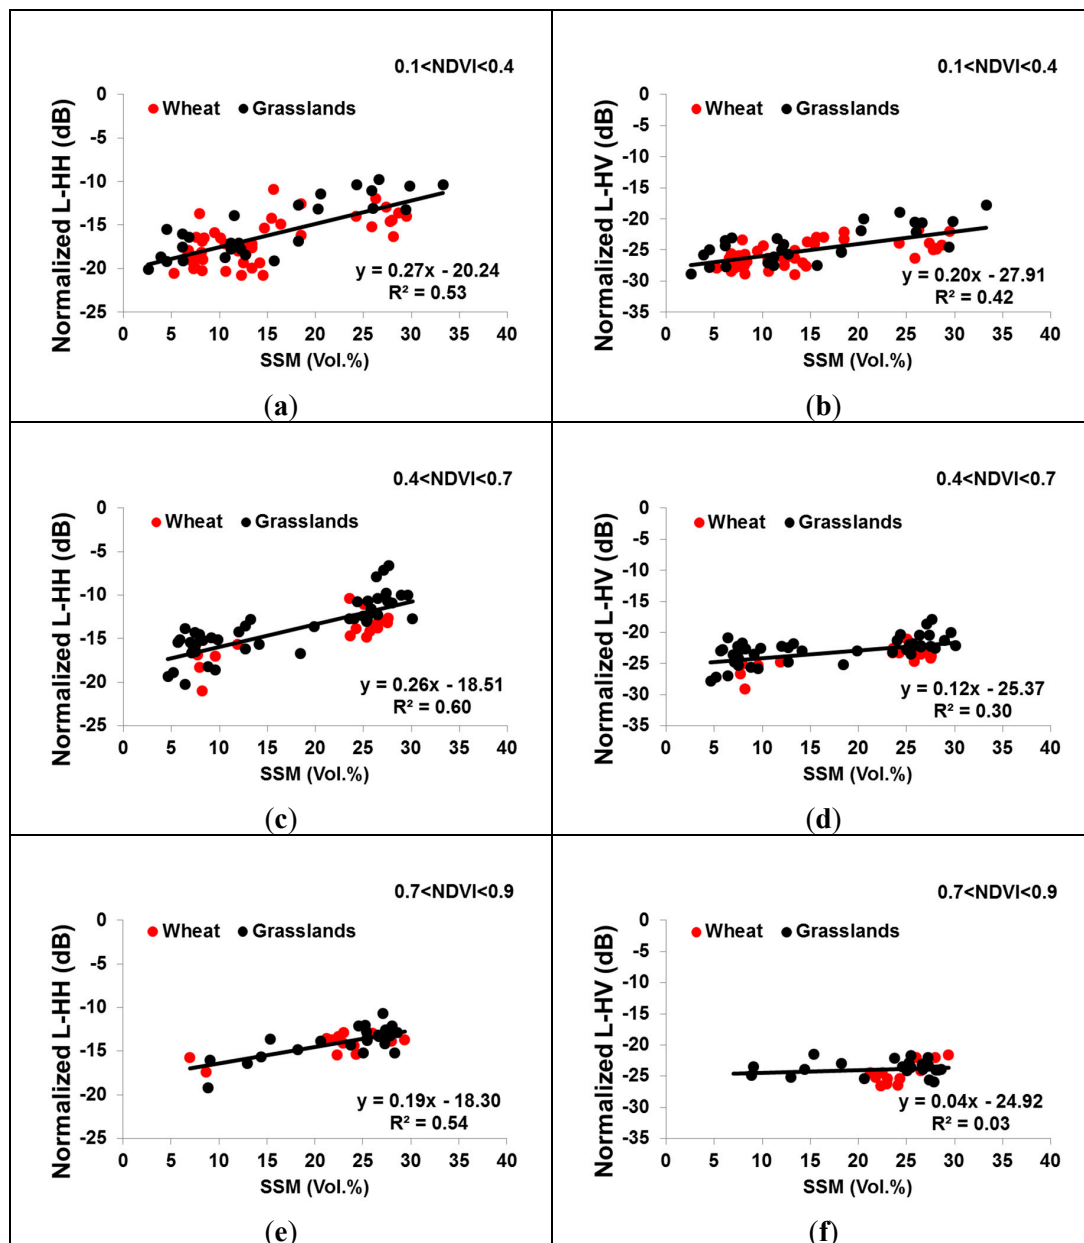 0.1<NDVI<0.4
Normalized L-HH (dB)
0
-5
-10
-15
-20
-25
Wheat Grasslands
y = 0.27x - 20.24
R² = 0.53
0 5 10 15 20 25 30 35 40
SSM (Vol.%)
(a)
0.1<NDVI<0.4
Normalized L-HV (dB)
0
-5
-10
-15
-20
-25
-30
-35
Wheat Grasslands
y = 0.20x - 27.91
R² = 0.42
0 5 10 15 20 25 30 35 40
SSM (Vol.%)
(b)
0.4<NDVI<0.7
Normalized L-HH (dB)
0
-5
-10
-15
-20
-25
Wheat Grasslands
y = 0.26x - 18.51
R² = 0.60
0 5 10 15 20 25 30 35 40
SSM (Vol.%)
(c)
0.4<NDVI<0.7
Normalized L-HV (dB)
0
-5
-10
-15
-20
-25
-30
-35
Wheat Grasslands
y = 0.12x - 25.37
R² = 0.30
0 5 10 15 20 25 30 35 40
SSM (Vol.%)
(d)
0.7<NDVI<0.9
Normalized L-HH (dB)
0
-5
-10
-15
-20
-25
Wheat Grasslands
y = 0.19x - 18.30
R² = 0.54
0 5 10 15 20 25 30 35 40
SSM (Vol.%)
(e)
0.7<NDVI<0.9
Normalized L-HV (dB)
0
-5
-10
-15
-20
-25
-30
-35
Wheat Grasslands
y = 0.04x - 24.92
R² = 0.03
0 5 10 15 20 25 30 35 40
SSM (Vol.%)
(f)